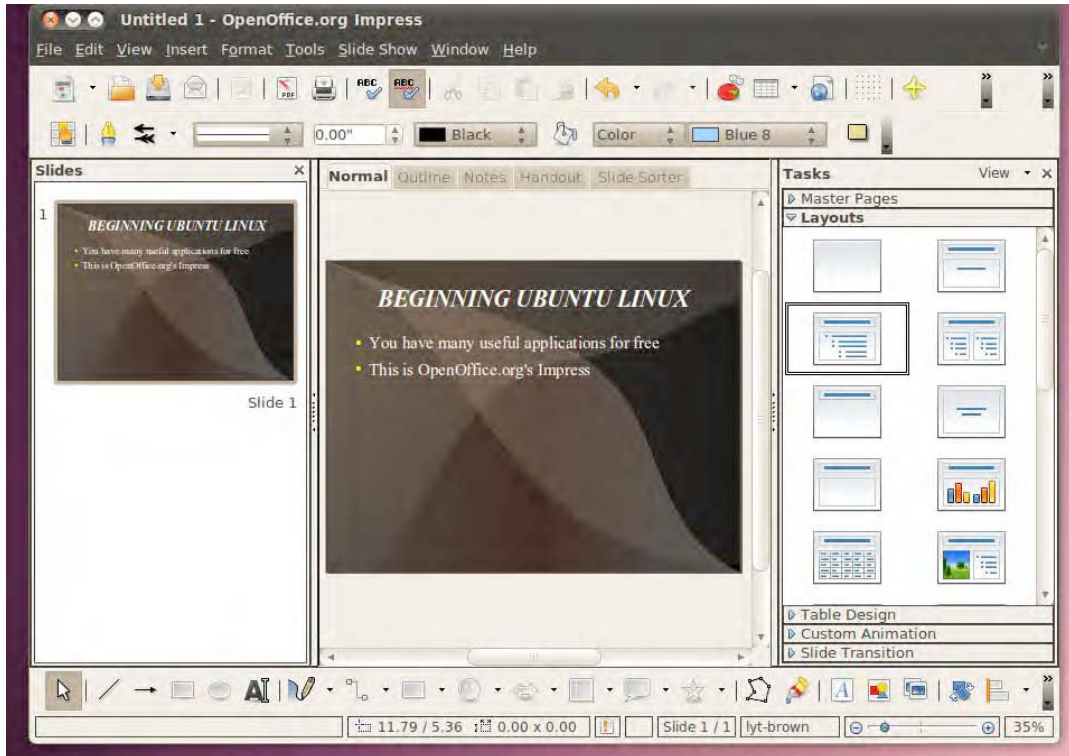 Untitled 1 - OpenOffice.org Impress
File Edit View Insert Format Tools Slide Show Window Help
PDF ABC ABC
0.00" Black Color Blue 8
Slides
1
BEGINNING UBUNTU LINUX
You have many useful applications for free
This is OpenOffice.org's Impress
Slide 1
Normal Outline Notes Handout Slide Sorter
BEGINNING UBUNTU LINUX
• You have many useful applications for free
• This is OpenOffice.org's Impress
Tasks View
Master Pages
Layouts
Table Design
Custom Animation
Slide Transition
11.79 / 5.36 0.00 x 0.00 Slide 1 / 1 lyt-brown 35%